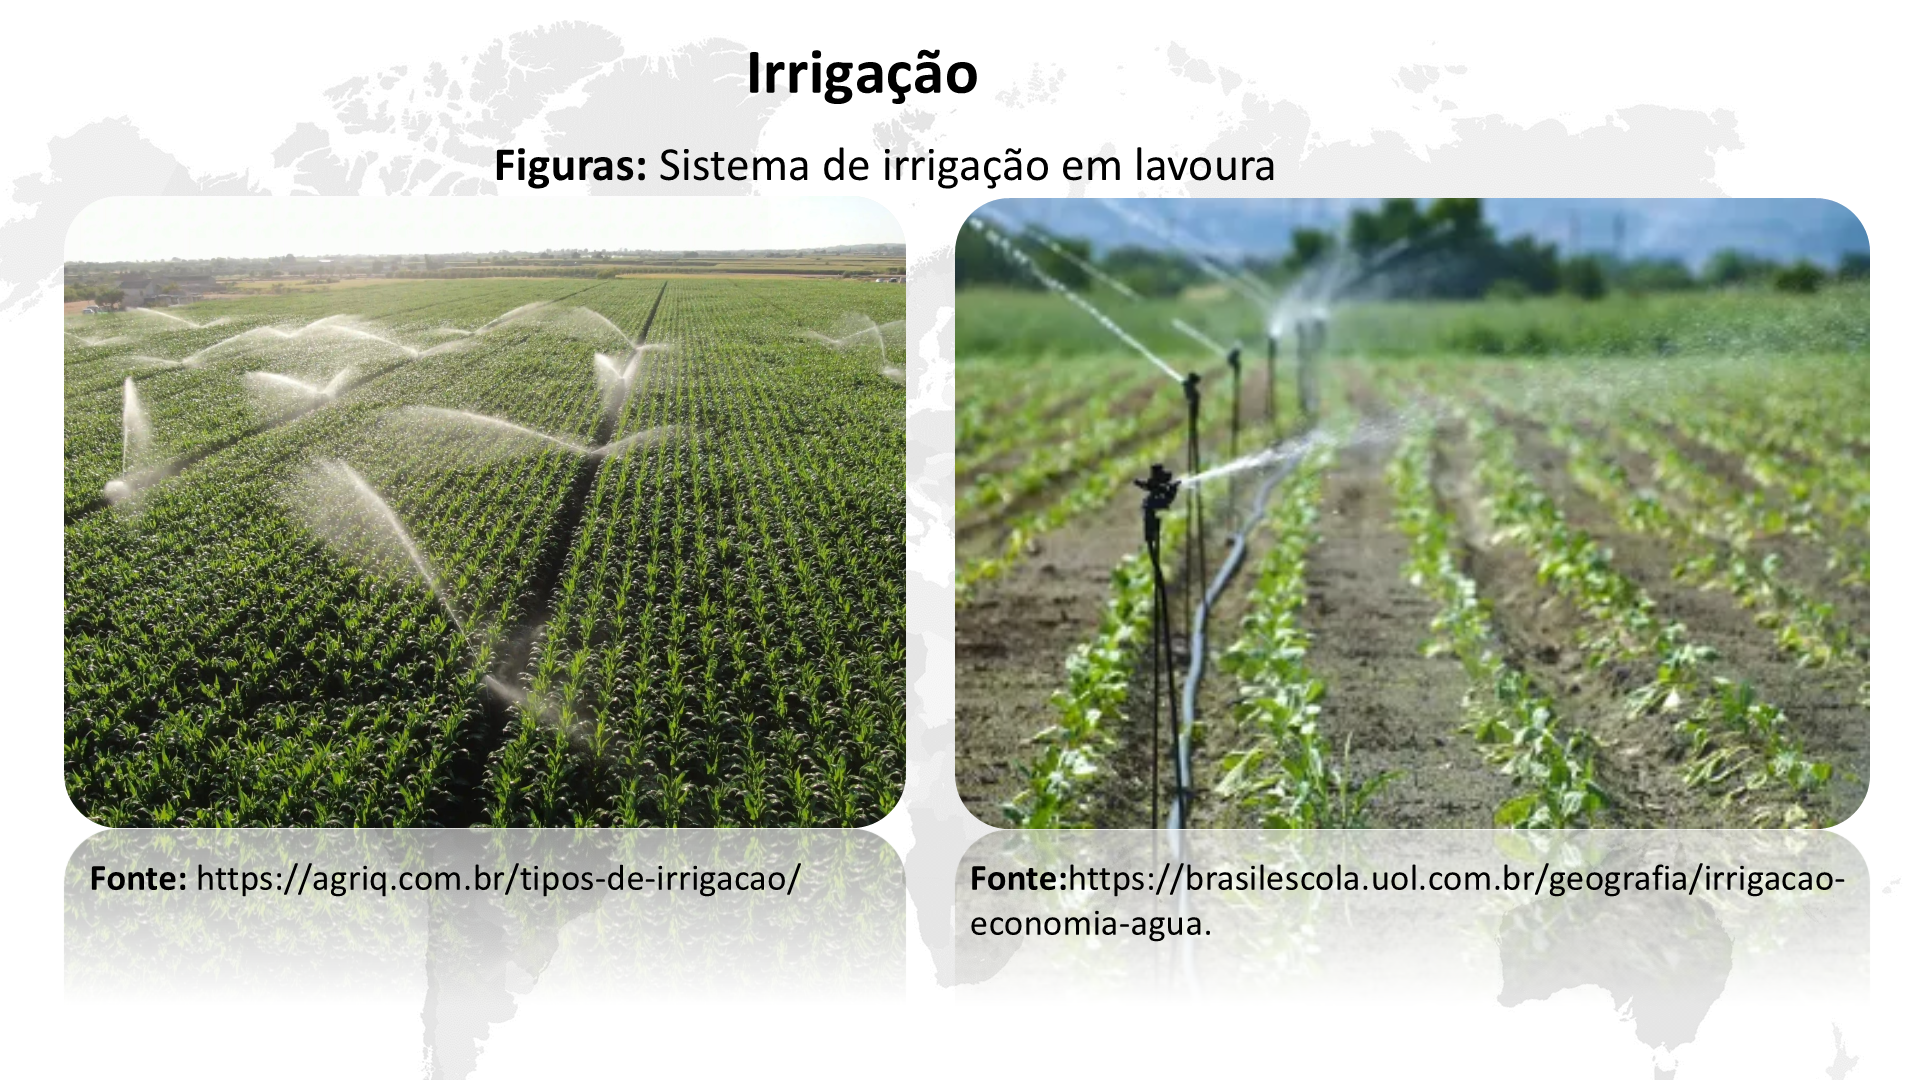 Irrigação
Figuras: Sistema de irrigação em lavoura
Fonte: https://agriq.com.br/tipos-de-irrigacao/
Fonte:https://brasilescola.uol.com.br/geografia/irrigacao-
economia-agua.